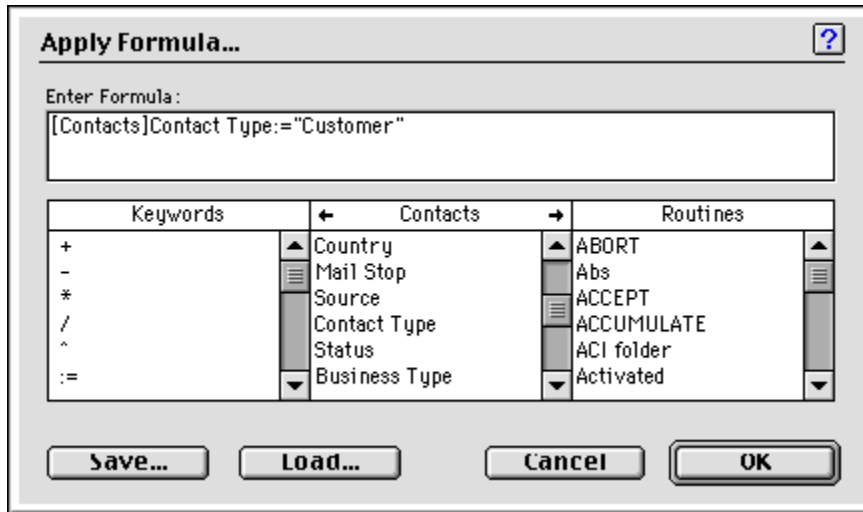 Apply Formula...
?
Enter Formula:
[Contacts]Contact Type:="Customer"
Keywords ← Contacts → Routines
+ Country ABORT
- Mail Stop Abs
* Source ACCEPT
/ Contact Type ACCUMULATE
^ Status ACI folder
:= Business Type Activated
Save... Load... Cancel OK